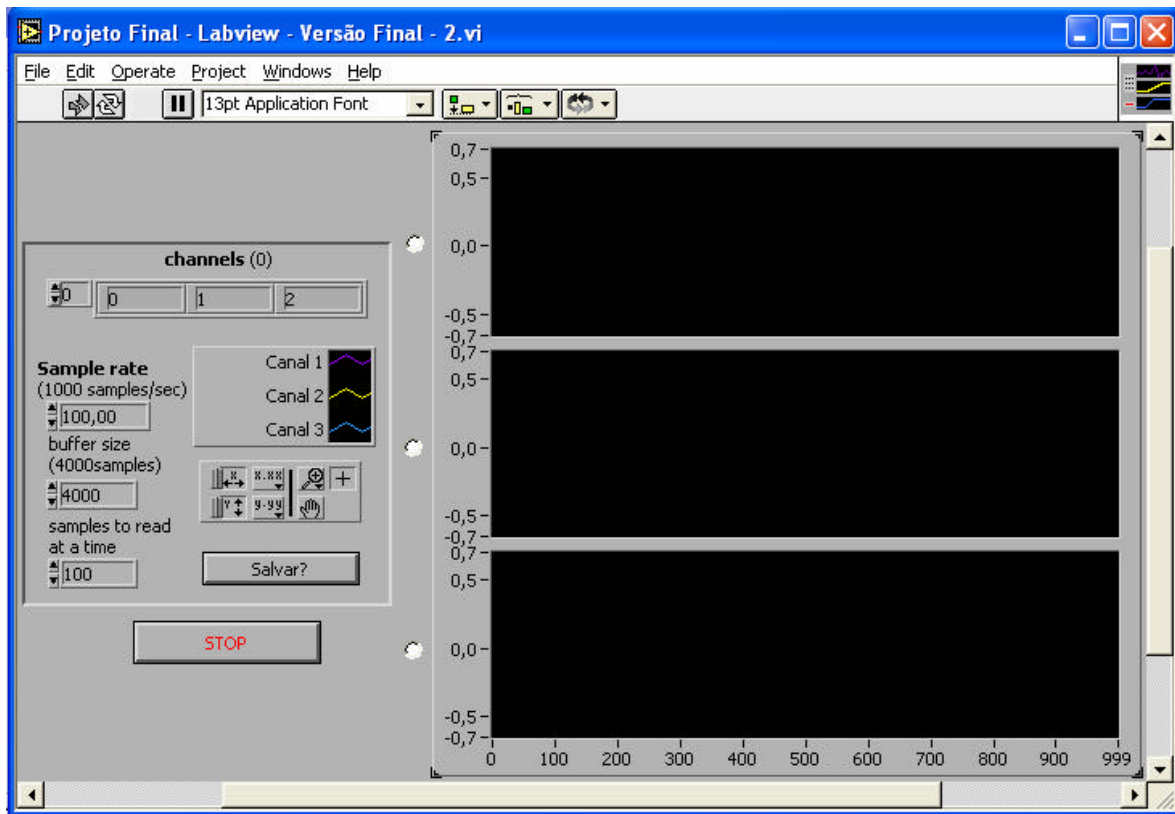 Projeto Final - Labview - Versão Final - 2.vi
File Edit Operate Project Windows Help
13pt Application Font
channels (0)
0 0 1 2
Sample rate
(1000 samples/sec)
100,00
buffer size
(4000samples)
4000
samples to read
at a time
100
Canal 1
Canal 2
Canal 3
X x.xx
Y y.yy
Salvar?
STOP
0,7
0,5
0,0
-0,5
-0,7
0,7
0,5
0,0
-0,5
-0,7
0,7
0,5
0,0
-0,5
-0,7
0 100 200 300 400 500 600 700 800 900 999